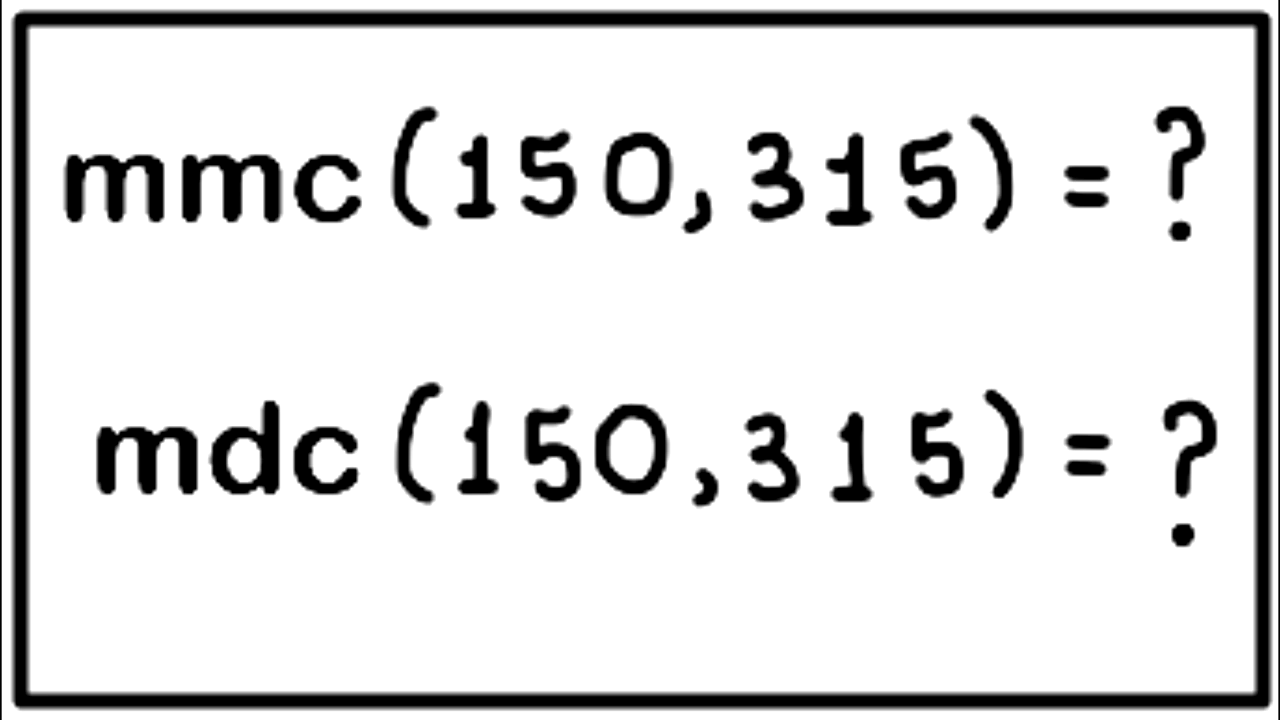 mmc (150,315) = ?
mdc (150,315) = ?